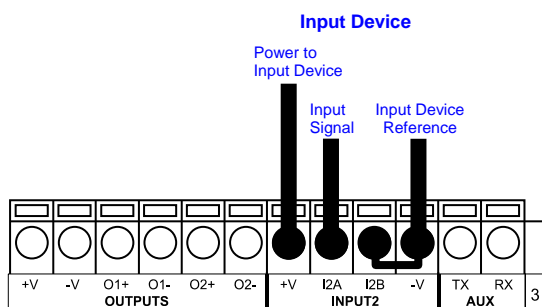 Input Device
Power to
Input Device
Input
Signal
Input Device
Reference
+V -V O1+ O1- O2+ O2- +V I2A I2B -V TX RX
OUTPUTS INPUT2 AUX
3